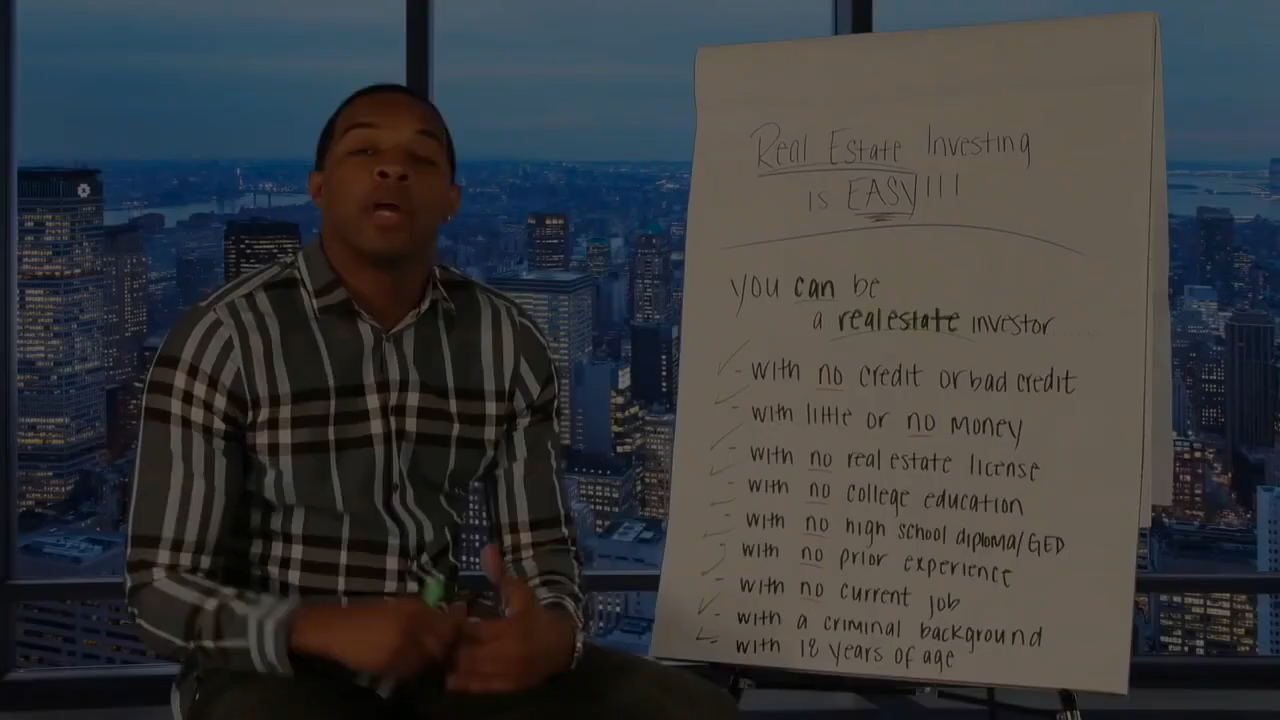 Real Estate Investing
is EASY!!!
you can be
a real estate investor
- with no credit or bad credit
- with little or no money
- with no real estate license
- with no college education
- with no high school diploma/GED
- with no prior experience
- with no current job
- with a criminal background
- with 18 years of age